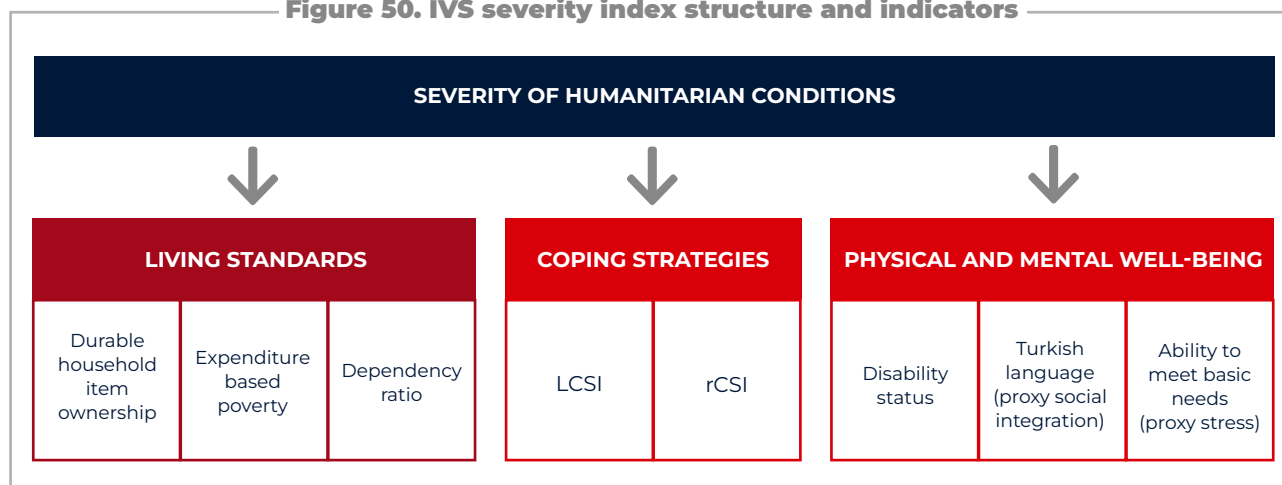 Figure 50. IVS severity index structure and indicators
SEVERITY OF HUMANITARIAN CONDITIONS
LIVING STANDARDS
Durable
household
item
ownership
Expenditure
based
poverty
Dependency
ratio
COPING STRATEGIES
LCSI
rCSI
PHYSICAL AND MENTAL WELL-BEING
Disability
status
Turkish
language
(proxy social
integration)
Ability to
meet basic
needs
(proxy stress)